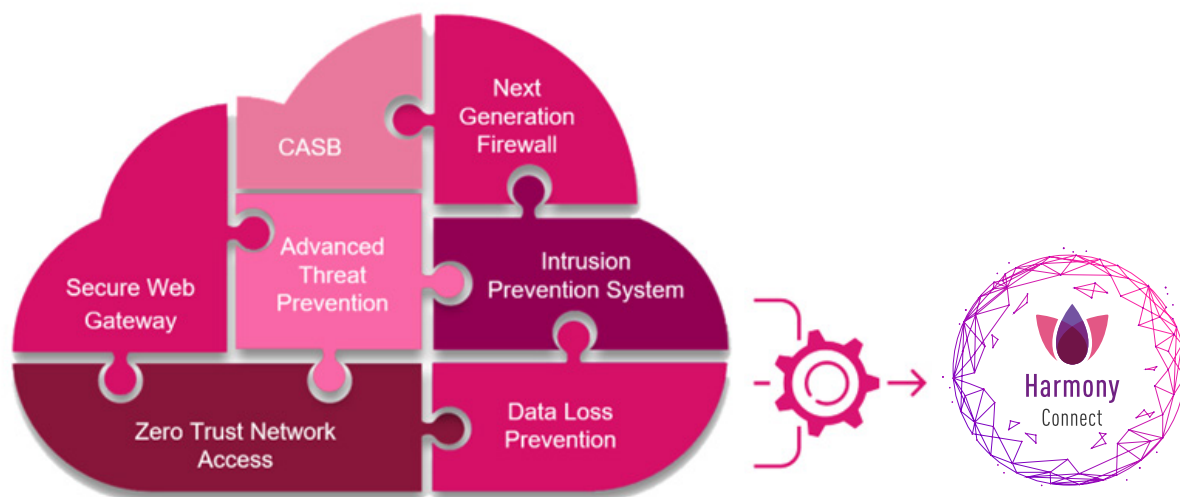 CASB
Next
Generation
Firewall
Secure Web
Gateway
Advanced
Threat
Prevention
Intrusion
Prevention System
Zero Trust Network
Access
Data Loss
Prevention
Harmony
Connect